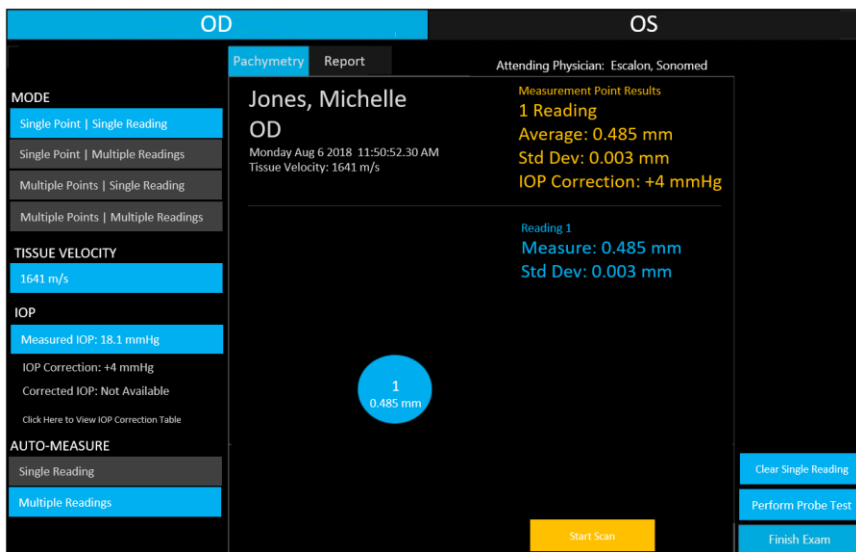 OD
OS
Pachymetry
Report
Attending Physician: Escalon, Sonomed
MODE
Single Point | Single Reading
Single Point | Multiple Readings
Multiple Points | Single Reading
Multiple Points | Multiple Readings
TISSUE VELOCITY
1641 m/s
IOP
Measured IOP: 18.1 mmHg
IOP Correction: +4 mmHg
Corrected IOP: Not Available
Click Here to View IOP Correction Table
AUTO-MEASURE
Single Reading
Multiple Readings
Jones, Michelle
OD
Monday Aug 6 2018 11:50:52.30 AM
Tissue Velocity: 1641 m/s
Measurement Point Results
1 Reading
Average: 0.485 mm
Std Dev: 0.003 mm
IOP Correction: +4 mmHg
Reading 1
Measure: 0.485 mm
Std Dev: 0.003 mm
1
0.485 mm
Start Scan
Clear Single Reading
Perform Probe Test
Finish Exam